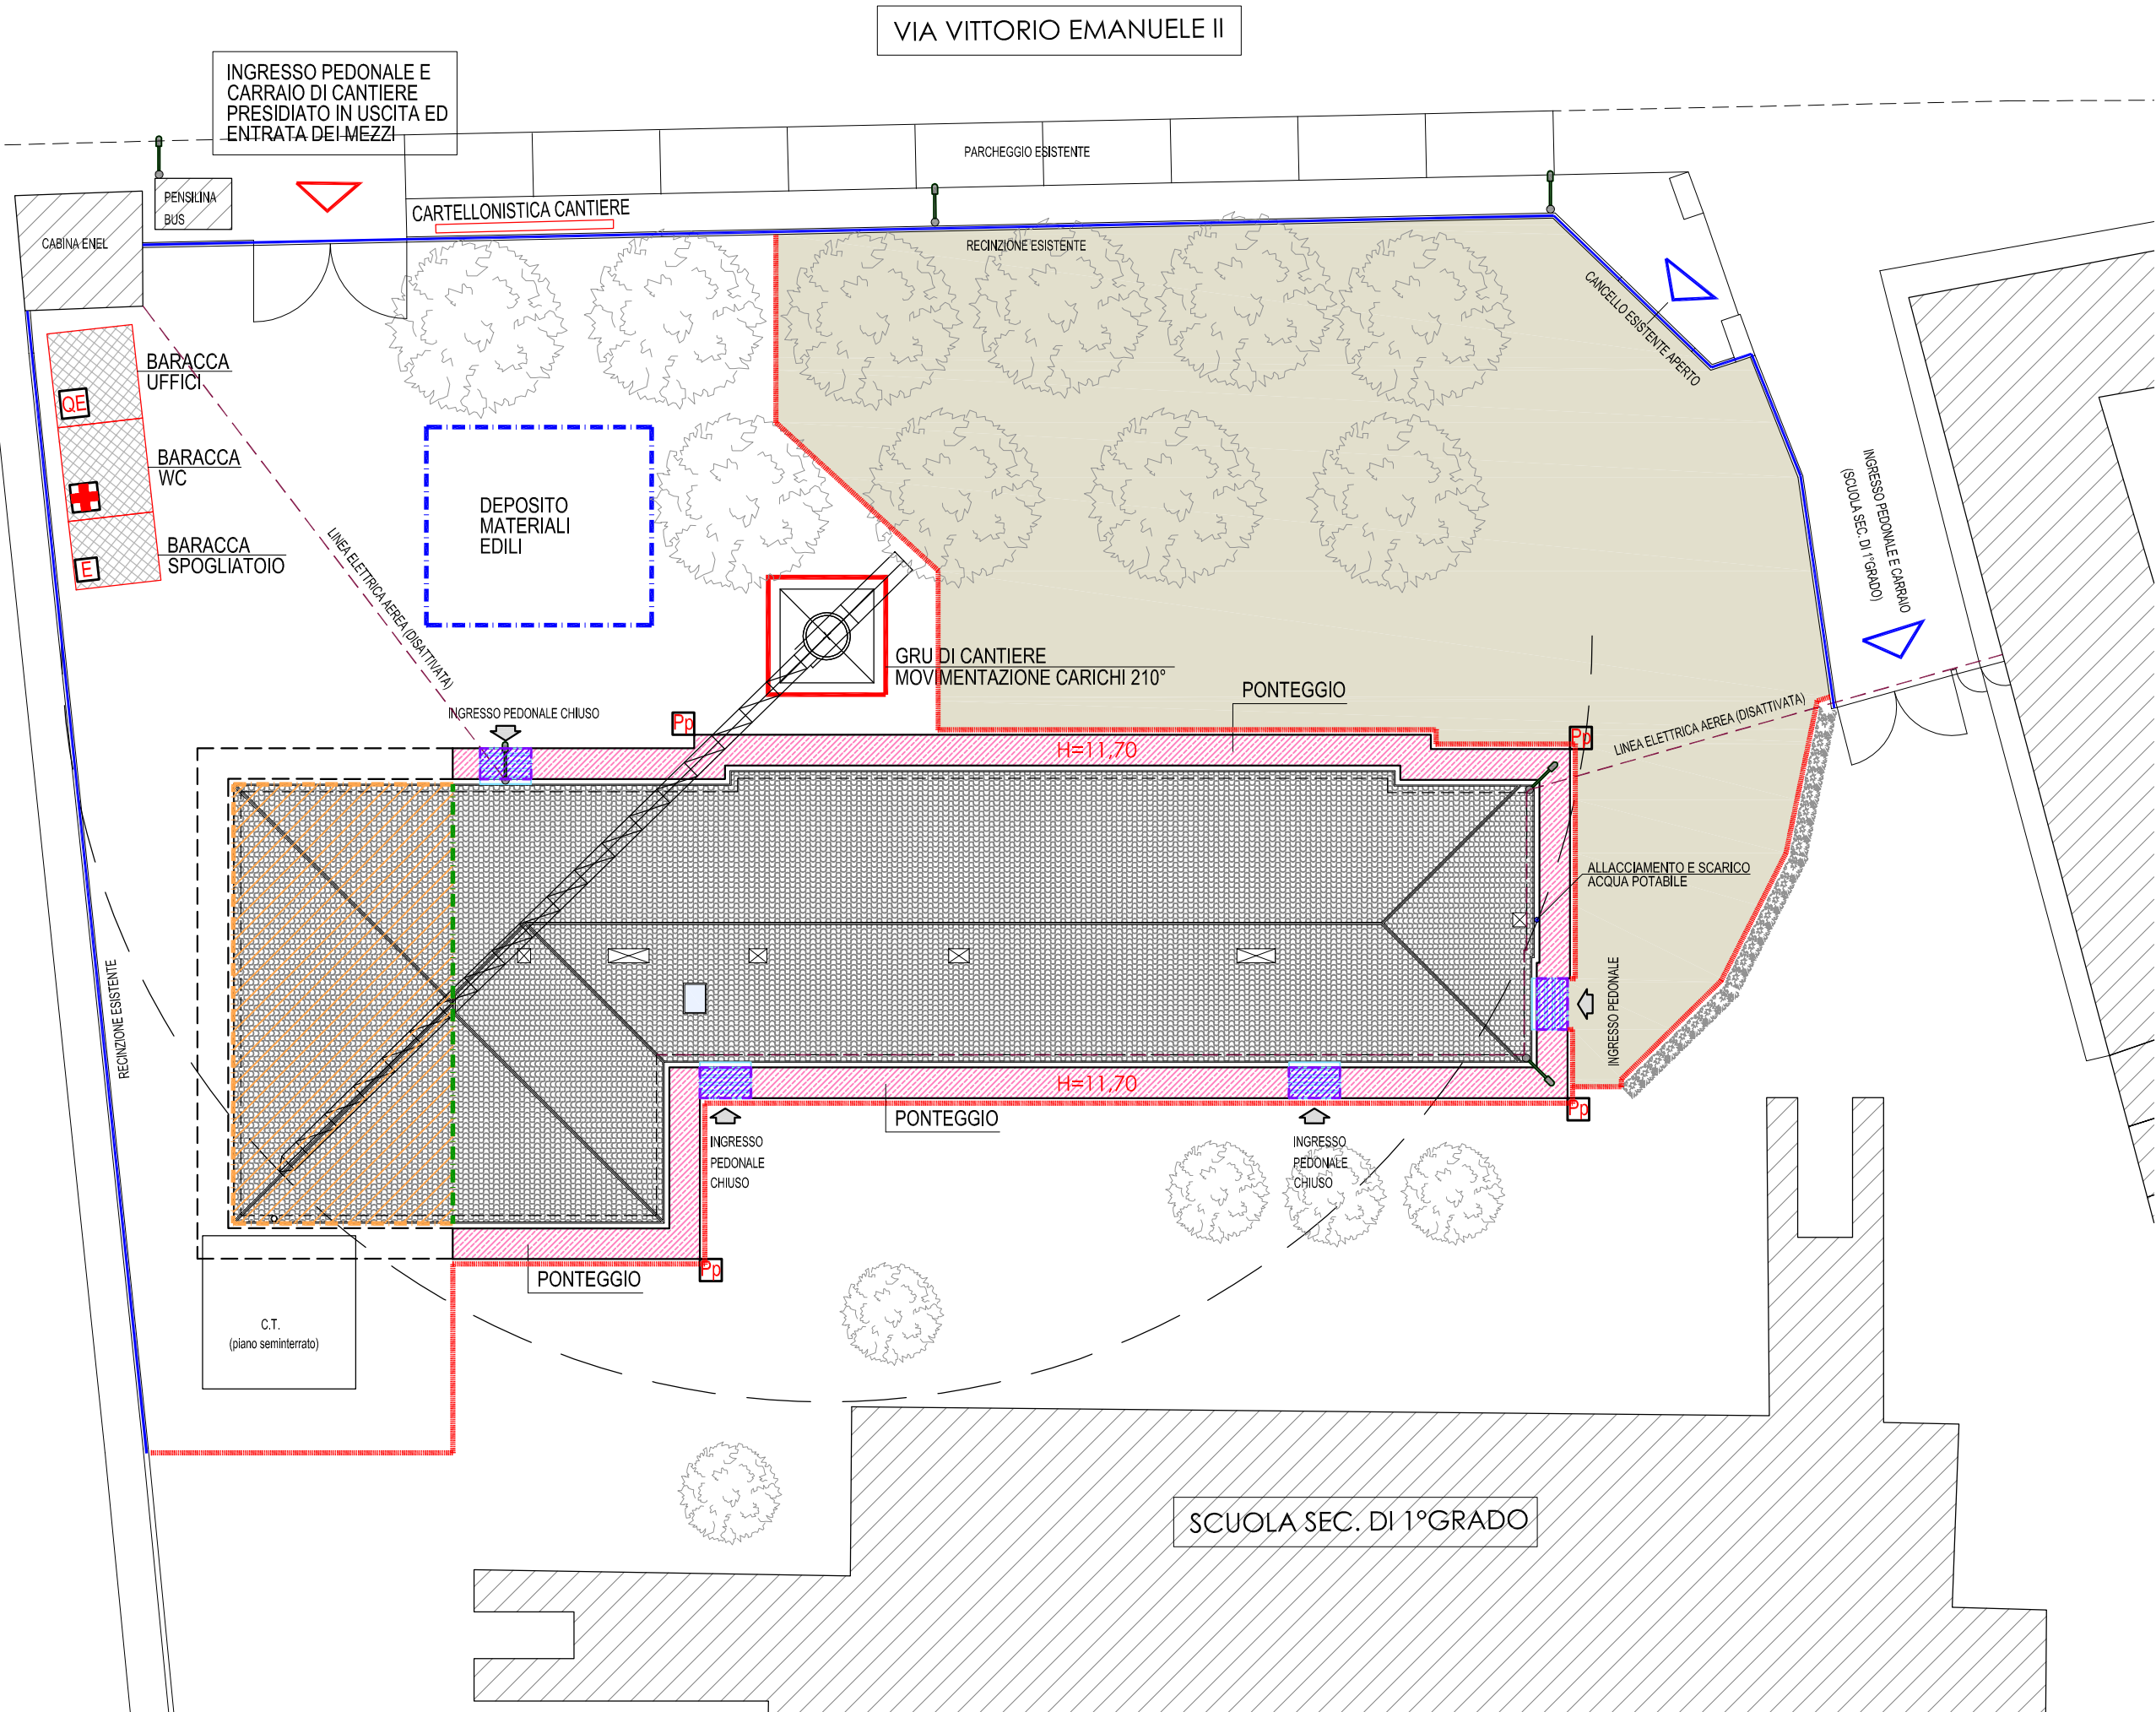 VIA VITTORIO EMANUELE II
INGRESSO PEDONALE E
CARRAIO DI CANTIERE
PRESIDIATO IN USCITA ED
ENTRATA DEI MEZZI
PARCHEGGIO ESISTENTE
PENSILINA
BUS
CARTELLONISTICA CANTIERE
CABINA ENEL
RECINZIONE ESISTENTE
CANCELLO ESISTENTE APERTO
BARACCA
UFFICI
QE
BARACCA
WC
BARACCA
SPOGLIATOIO
E
DEPOSITO
MATERIALI
EDILI
LINEA ELETTRICA AEREA (DISATTIVATA)
INGRESSO PEDONALE E CARRAIO
(SCUOLA SEC. DI 1°GRADO)
GRU DI CANTIERE
MOVIMENTAZIONE CARICHI 210°
PONTEGGIO
INGRESSO PEDONALE CHIUSO
Pp
H=11,70
Pp
LINEA ELETTRICA AEREA (DISATTIVATA)
ALLACCIAMENTO E SCARICO
ACQUA POTABILE
RECINZIONE ESISTENTE
INGRESSO PEDONALE
H=11,70
PONTEGGIO
Pp
INGRESSO
PEDONALE
CHIUSO
INGRESSO
PEDONALE
CHIUSO
Pp
PONTEGGIO
C.T.
(piano seminterrato)
SCUOLA SEC. DI 1°GRADO